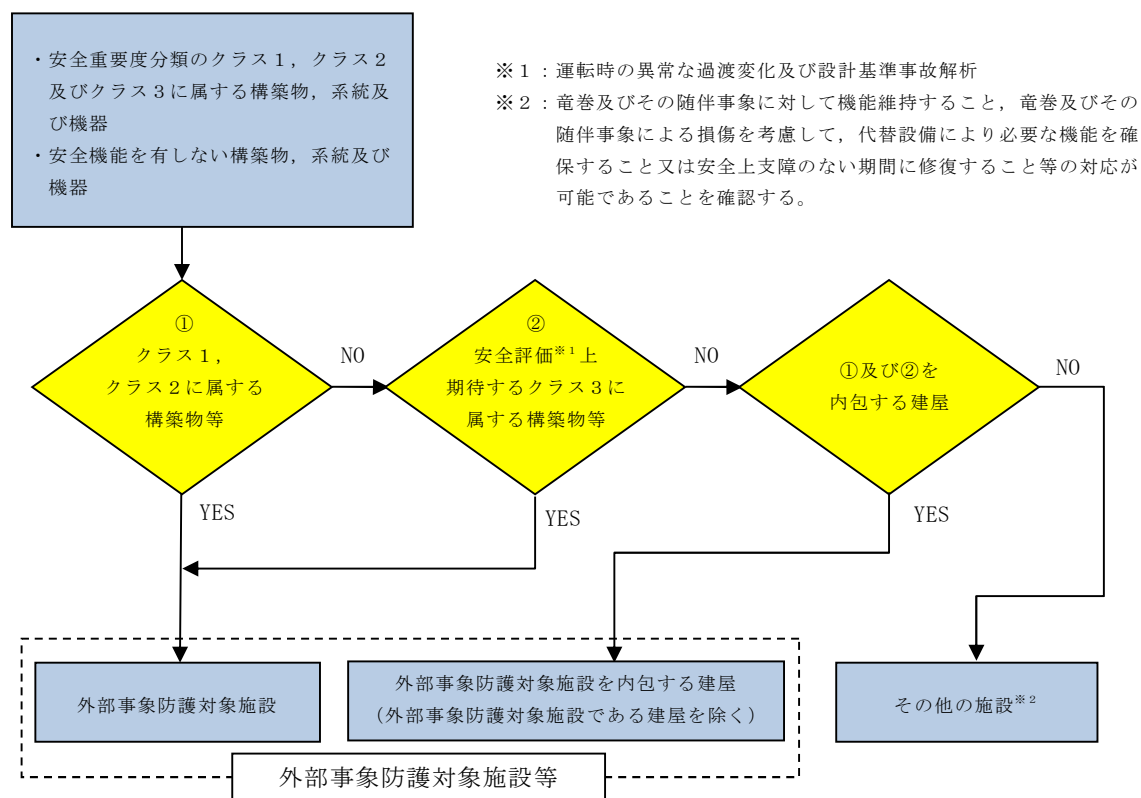 ・安全重要度分類のクラス１，クラス２
及びクラス３に属する構築物，系統及
び機器
・安全機能を有しない構築物，系統及び
機器
※１：運転時の異常な過渡変化及び設計基準事故解析
※２：竜巻及びその随伴事象に対して機能維持すること，竜巻及びその
随伴事象による損傷を考慮して，代替設備により必要な機能を確
保すること又は安全上支障のない期間に修復すること等の対応が
可能であることを確認する。
①
クラス１，
クラス２に属する
構築物等
NO
②
安全評価※１上
期待するクラス３に
属する構築物等
NO
①及び②を
内包する建屋
NO
YES
YES
YES
外部事象防護対象施設
外部事象防護対象施設を内包する建屋
（外部事象防護対象施設である建屋を除く）
その他の施設※２
外部事象防護対象施設等